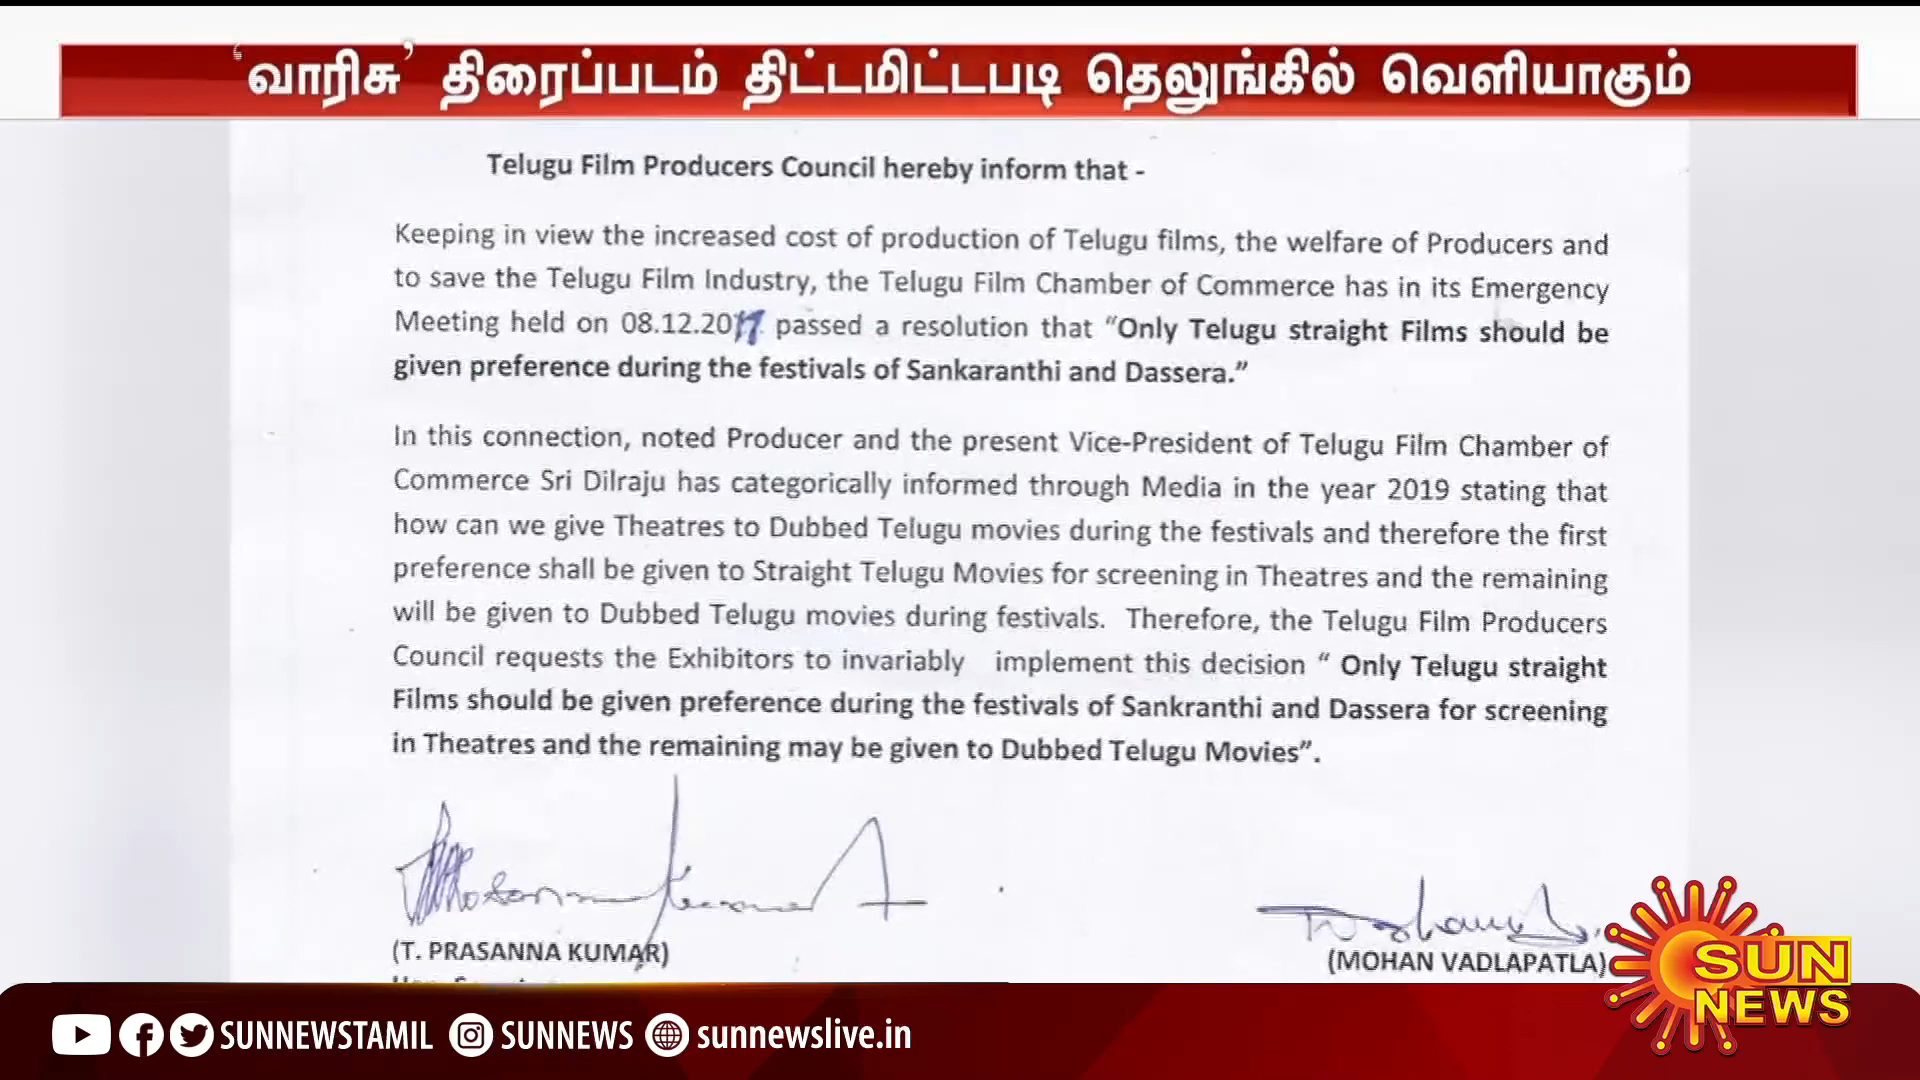 ‘வாரிசு’ திரைப்படம் திட்டமிட்டபடி தெலுங்கில் வெளியாகும்
Telugu Film Producers Council hereby inform that -
Keeping in view the increased cost of production of Telugu films, the welfare of Producers and
to save the Telugu Film Industry, the Telugu Film Chamber of Commerce has in its Emergency
Meeting held on 08.12.2017 passed a resolution that “Only Telugu straight Films should be
given preference during the festivals of Sankaranthi and Dassera.”
In this connection, noted Producer and the present Vice-President of Telugu Film Chamber of
Commerce Sri Dilraju has categorically informed through Media in the year 2019 stating that
how can we give Theatres to Dubbed Telugu movies during the festivals and therefore the first
preference shall be given to Straight Telugu Movies for screening in Theatres and the remaining
will be given to Dubbed Telugu movies during festivals. Therefore, the Telugu Film Producers
Council requests the Exhibitors to invariably implement this decision “ Only Telugu straight
Films should be given preference during the festivals of Sankranthi and Dassera for screening
in Theatres and the remaining may be given to Dubbed Telugu Movies”.
(T. PRASANNA KUMAR)
(MOHAN VADLAPATLA)
SUN
NEWS
SUNNEWSTAMIL SUNNEWS sunnewslive.in